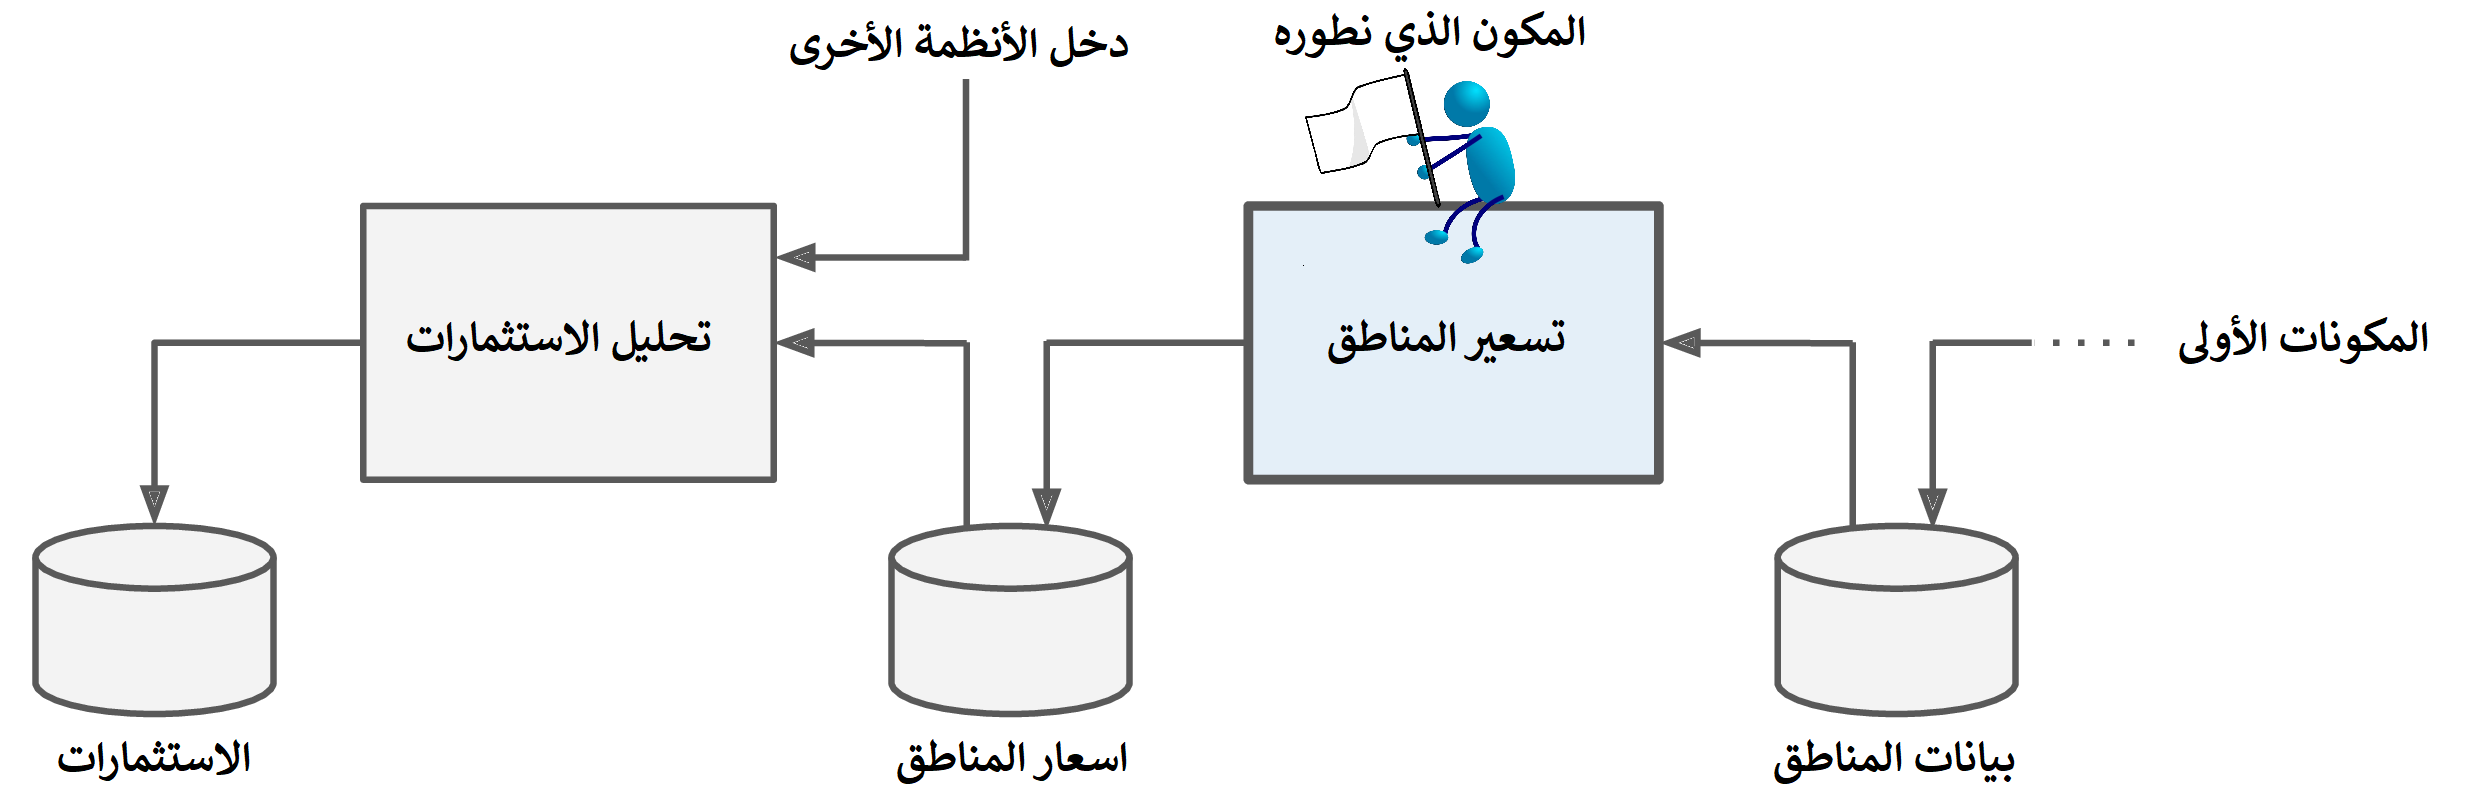 المكون الذي نطوره
دخل الأنظمة الأخرى
المكونات الأولى
تسعير المناطق
تحليل الاستثمارات
بيانات المناطق
اسعار المناطق
الاستثمارات